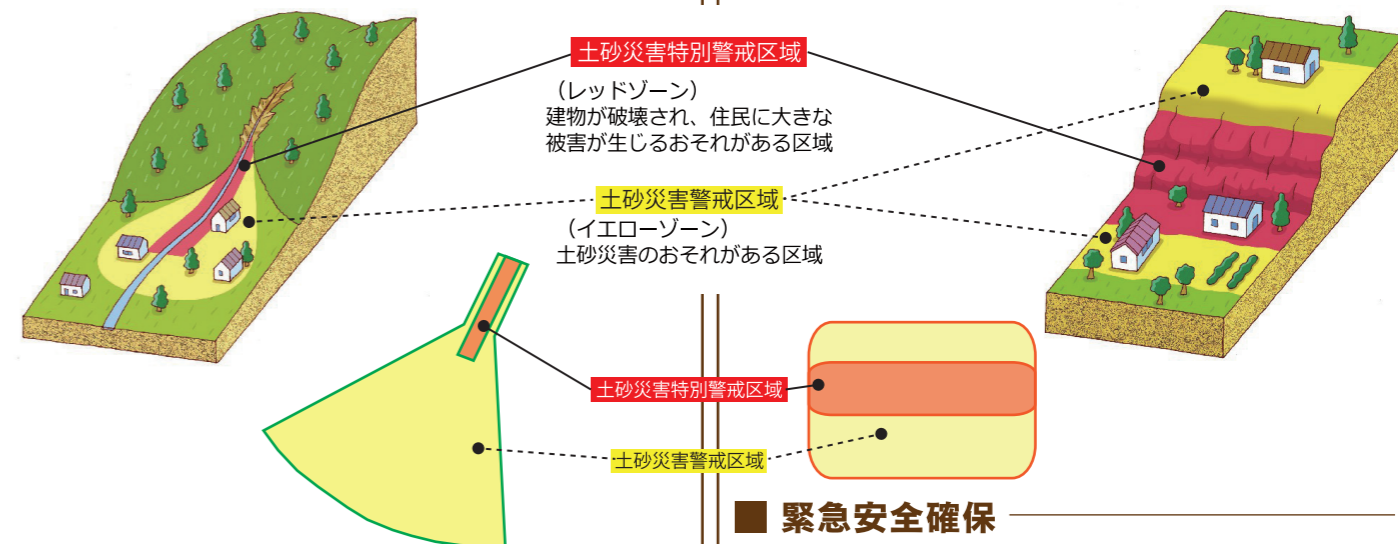 土砂災害特別警戒区域
（レッドゾーン）
建物が破壊され、住民に大きな
被害が生じるおそれがある区域
土砂災害警戒区域
（イエローゾーン）
土砂災害のおそれがある区域
土砂災害特別警戒区域
土砂災害警戒区域
■ 緊急安全確保